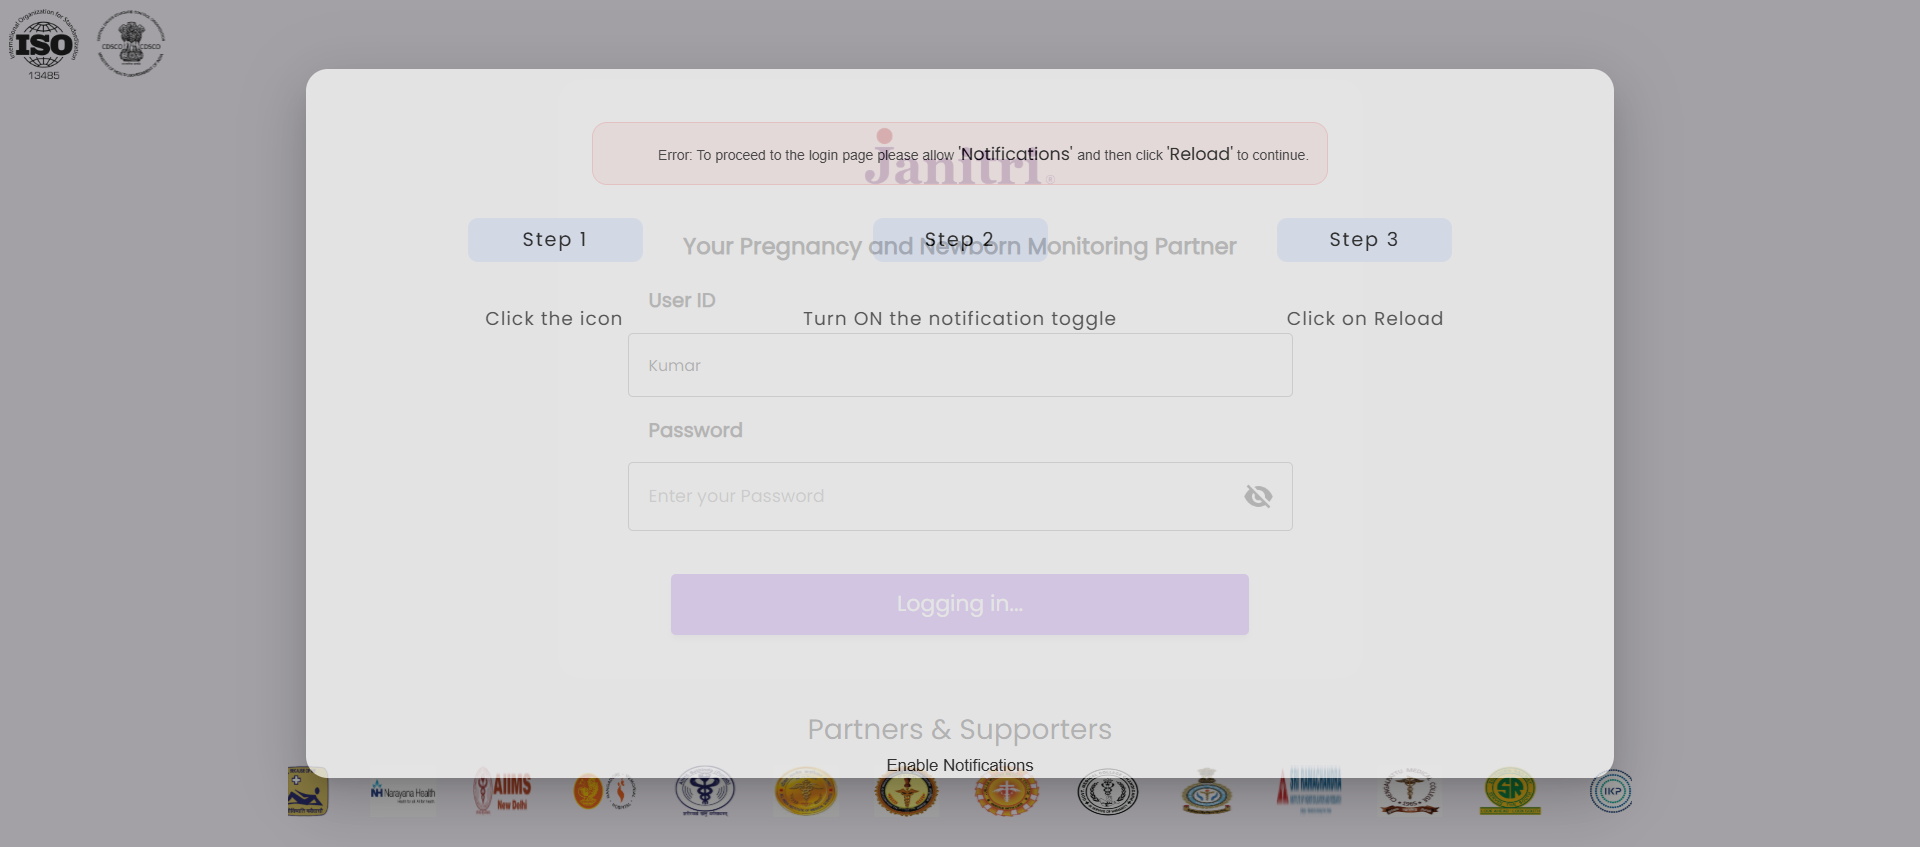 International Organization for Standardization
ISO
13485
CDSCO CDSCO
Janitri®
Error: To proceed to the login page please allow 'Notifications' and then click 'Reload' to continue.
Step 1
Step 2
Step 3
Your Pregnancy and Newborn Monitoring Partner
User ID
Click the icon
Turn ON the notification toggle
Click on Reload
Kumar
Password
Enter your Password
Logging in...
Partners & Supporters
Enable Notifications
NH Narayana Health
AIIMS
New Delhi
SR
IKP